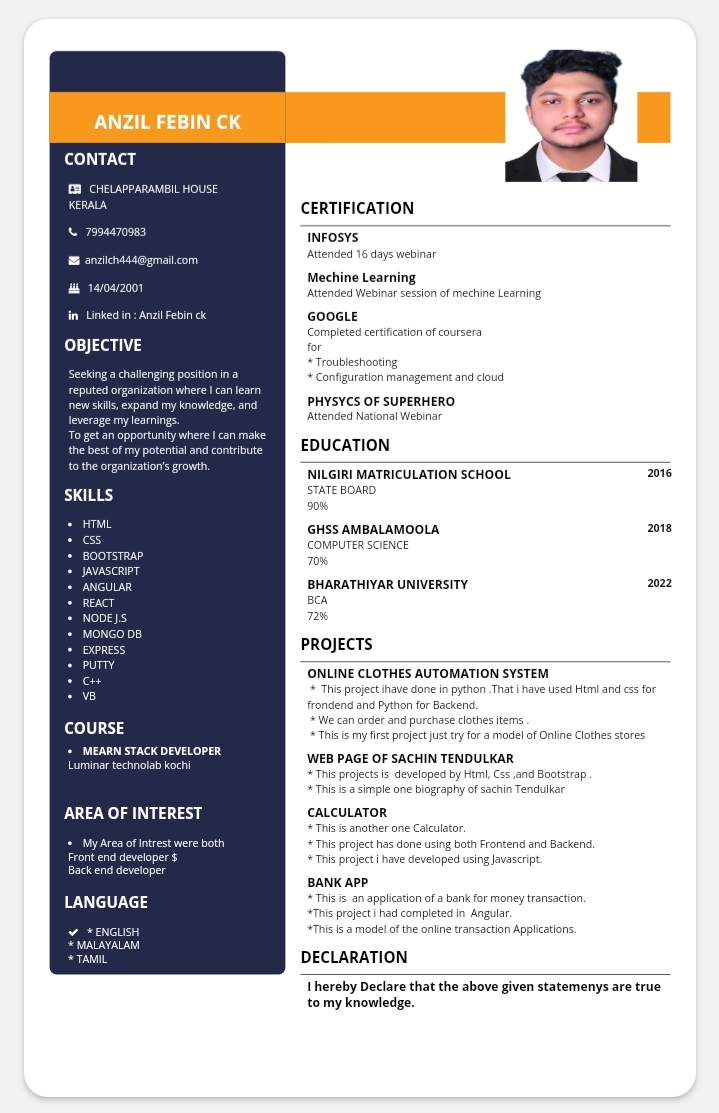 ANZIL FEBIN CK
CONTACT
CHELAPPARAMBIL HOUSE
KERALA
7994470983
anzilch444@gmail.com
14/04/2001
Linked in : Anzil Febin ck
OBJECTIVE
Seeking a challenging position in a
reputed organization where I can learn
new skills, expand my knowledge, and
leverage my learnings.
To get an opportunity where I can make
the best of my potential and contribute
to the organization's growth.
SKILLS
• HTML
• CSS
• BOOTSTRAP
• JAVASCRIPT
• ANGULAR
• REACT
• NODE J.S
• MONGO DB
• EXPRESS
• PUTTY
• C++
• VB
COURSE
• MEARN STACK DEVELOPER
Luminar technolab kochi
AREA OF INTEREST
• My Area of Intrest were both
Front end developer $
Back end developer
LANGUAGE
* ENGLISH
* MALAYALAM
* TAMIL
CERTIFICATION
INFOSYS
Attended 16 days webinar
Mechine Learning
Attended Webinar session of mechine Learning
GOOGLE
Completed certification of coursera
for
* Troubleshooting
* Configuration management and cloud
PHYSYCS OF SUPERHERO
Attended National Webinar
EDUCATION
NILGIRI MATRICULATION SCHOOL 2016
STATE BOARD
90%
GHSS AMBALAMOOLA 2018
COMPUTER SCIENCE
70%
BHARATHIYAR UNIVERSITY 2022
BCA
72%
PROJECTS
ONLINE CLOTHES AUTOMATION SYSTEM
* This project ihave done in python .That i have used Html and css for
frondend and Python for Backend.
* We can order and purchase clothes items .
* This is my first project just try for a model of Online Clothes stores
WEB PAGE OF SACHIN TENDULKAR
* This projects is developed by Html, Css ,and Bootstrap .
* This is a simple one biography of sachin Tendulkar
CALCULATOR
* This is another one Calculator.
* This project has done using both Frontend and Backend.
* This project i have developed using Javascript.
BANK APP
* This is an application of a bank for money transaction.
*This project i had completed in Angular.
*This is a model of the online transaction Applications.
DECLARATION
I hereby Declare that the above given statemenys are true
to my knowledge.